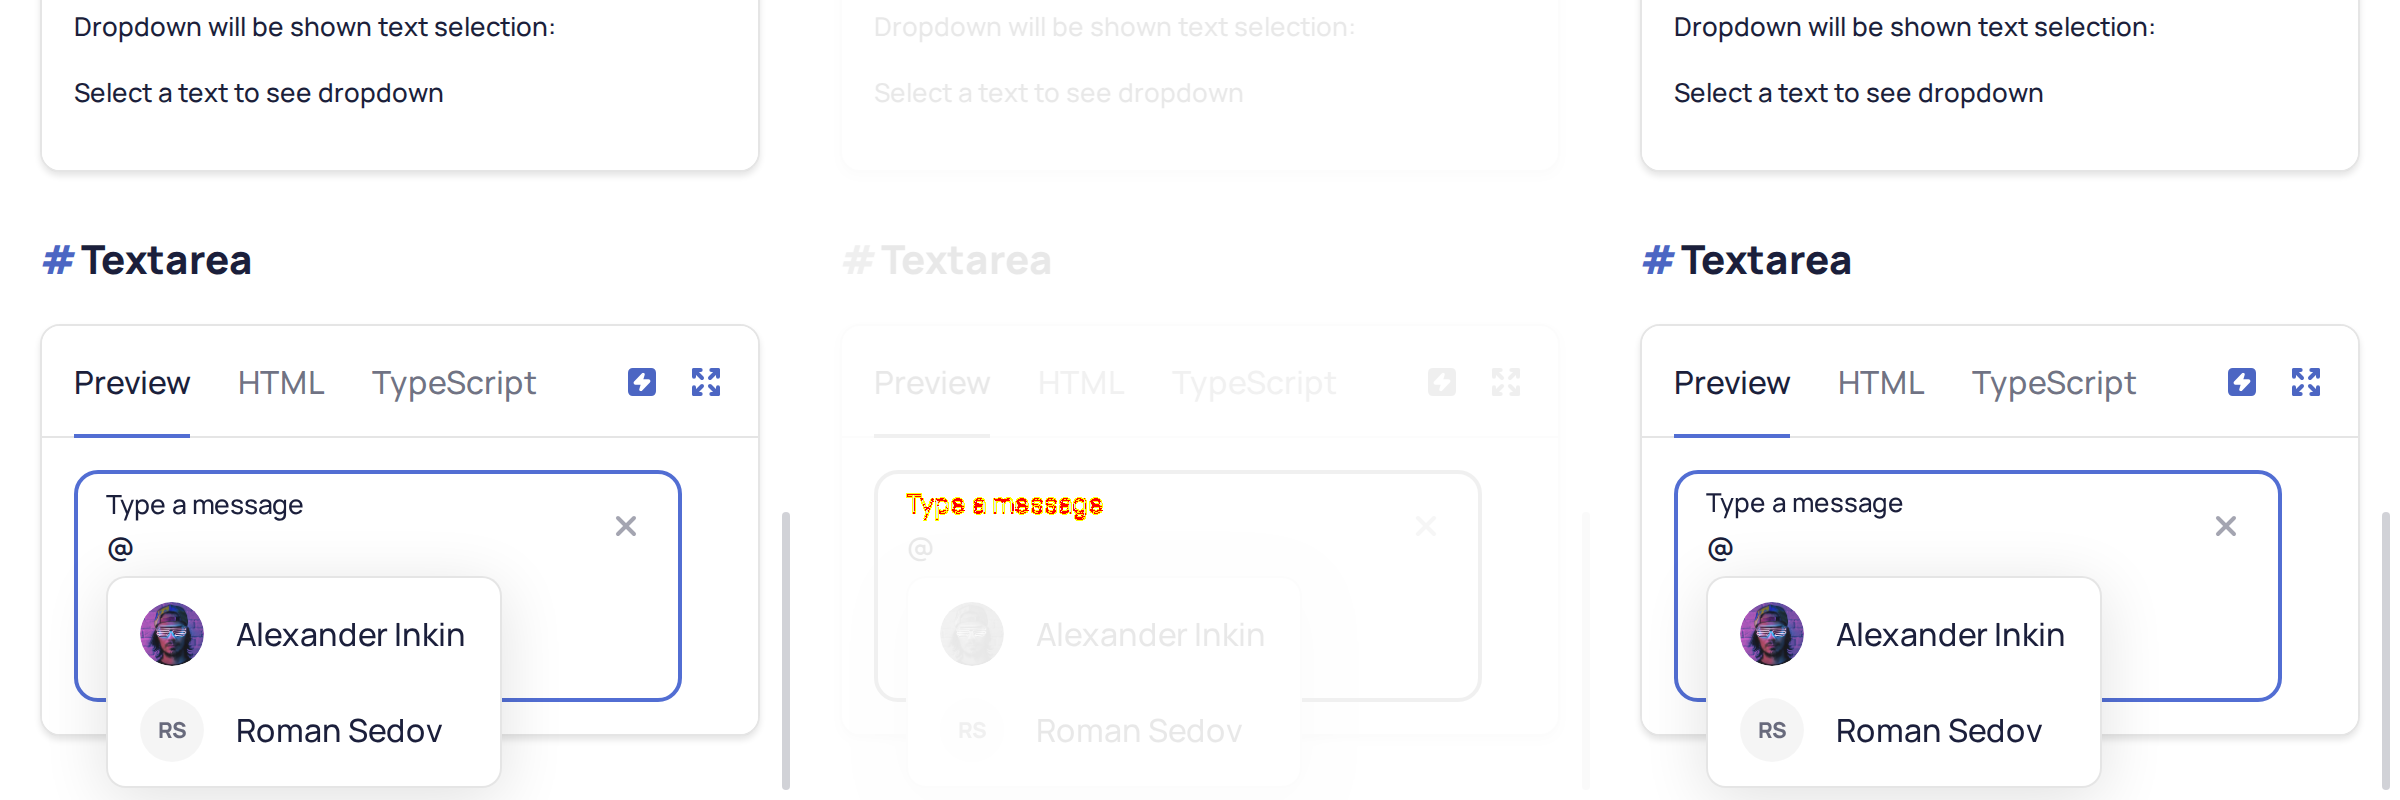 Dropdown will be shown text selection:
Select a text to see dropdown
# Textarea
Preview HTML TypeScript
Type a message
@
Alexander Inkin
RS Roman Sedov
Dropdown will be shown text selection:
Select a text to see dropdown
# Textarea
Preview HTML TypeScript
Type a message
@
Alexander Inkin
RS Roman Sedov
Dropdown will be shown text selection:
Select a text to see dropdown
# Textarea
Preview HTML TypeScript
Type a message
@
Alexander Inkin
RS Roman Sedov